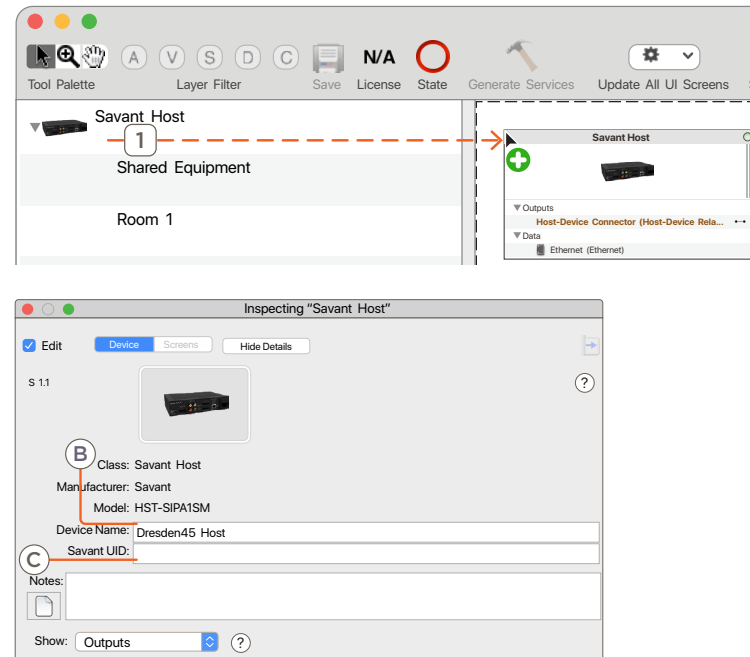 A V S D C N/A
Tool Palette Layer Filter Save License State Generate Services Update All UI Screens
Savant Host
1
Savant Host
Shared Equipment
Outputs
Room 1
Host-Device Connector (Host-Device Rela...
Data
Ethernet (Ethernet)
Inspecting “Savant Host”
Edit Device Screens Hide Details
S 1.1 ?
B
Class: Savant Host
Manufacturer: Savant
Model: HST-SIPA1SM
Device Name: Dresden45 Host
Savant UID:
C
Notes:
Show: Outputs ?